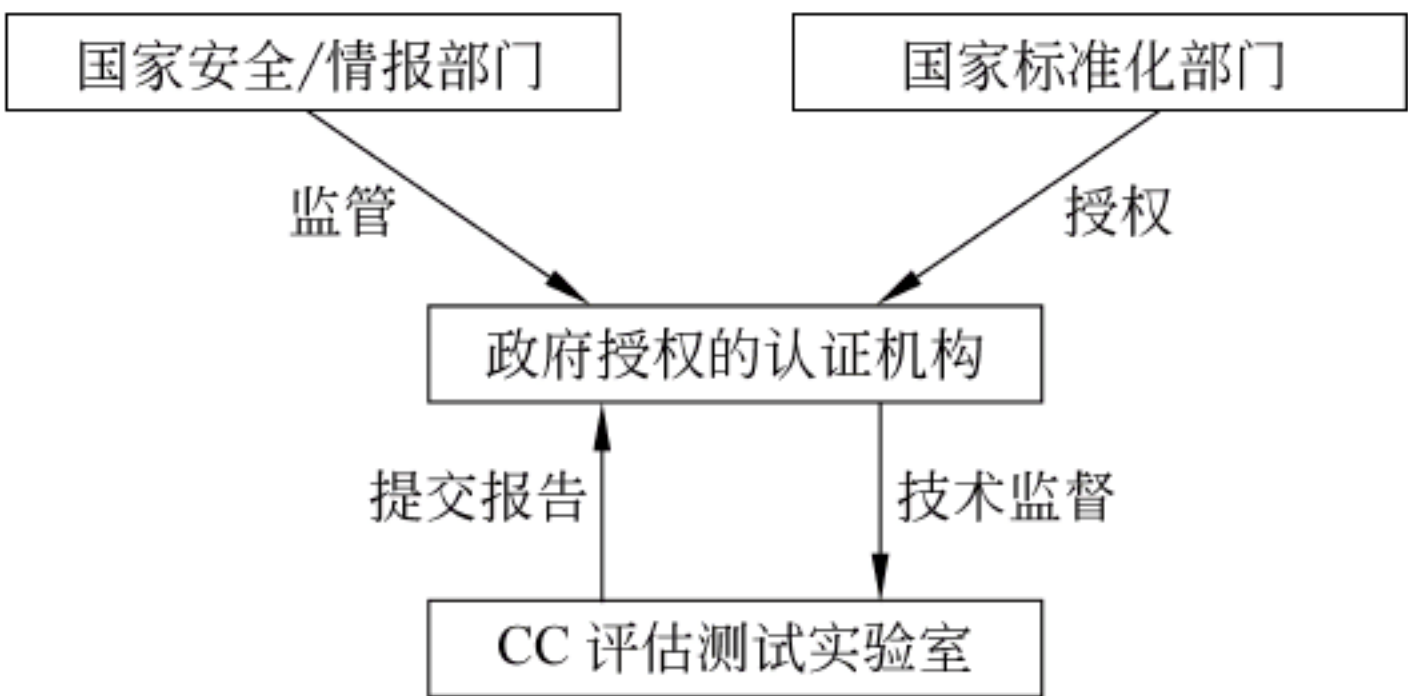 国家安全/情报部门
国家标准化部门
监管
授权
政府授权的认证机构
提交报告
技术监督
CC 评估测试实验室